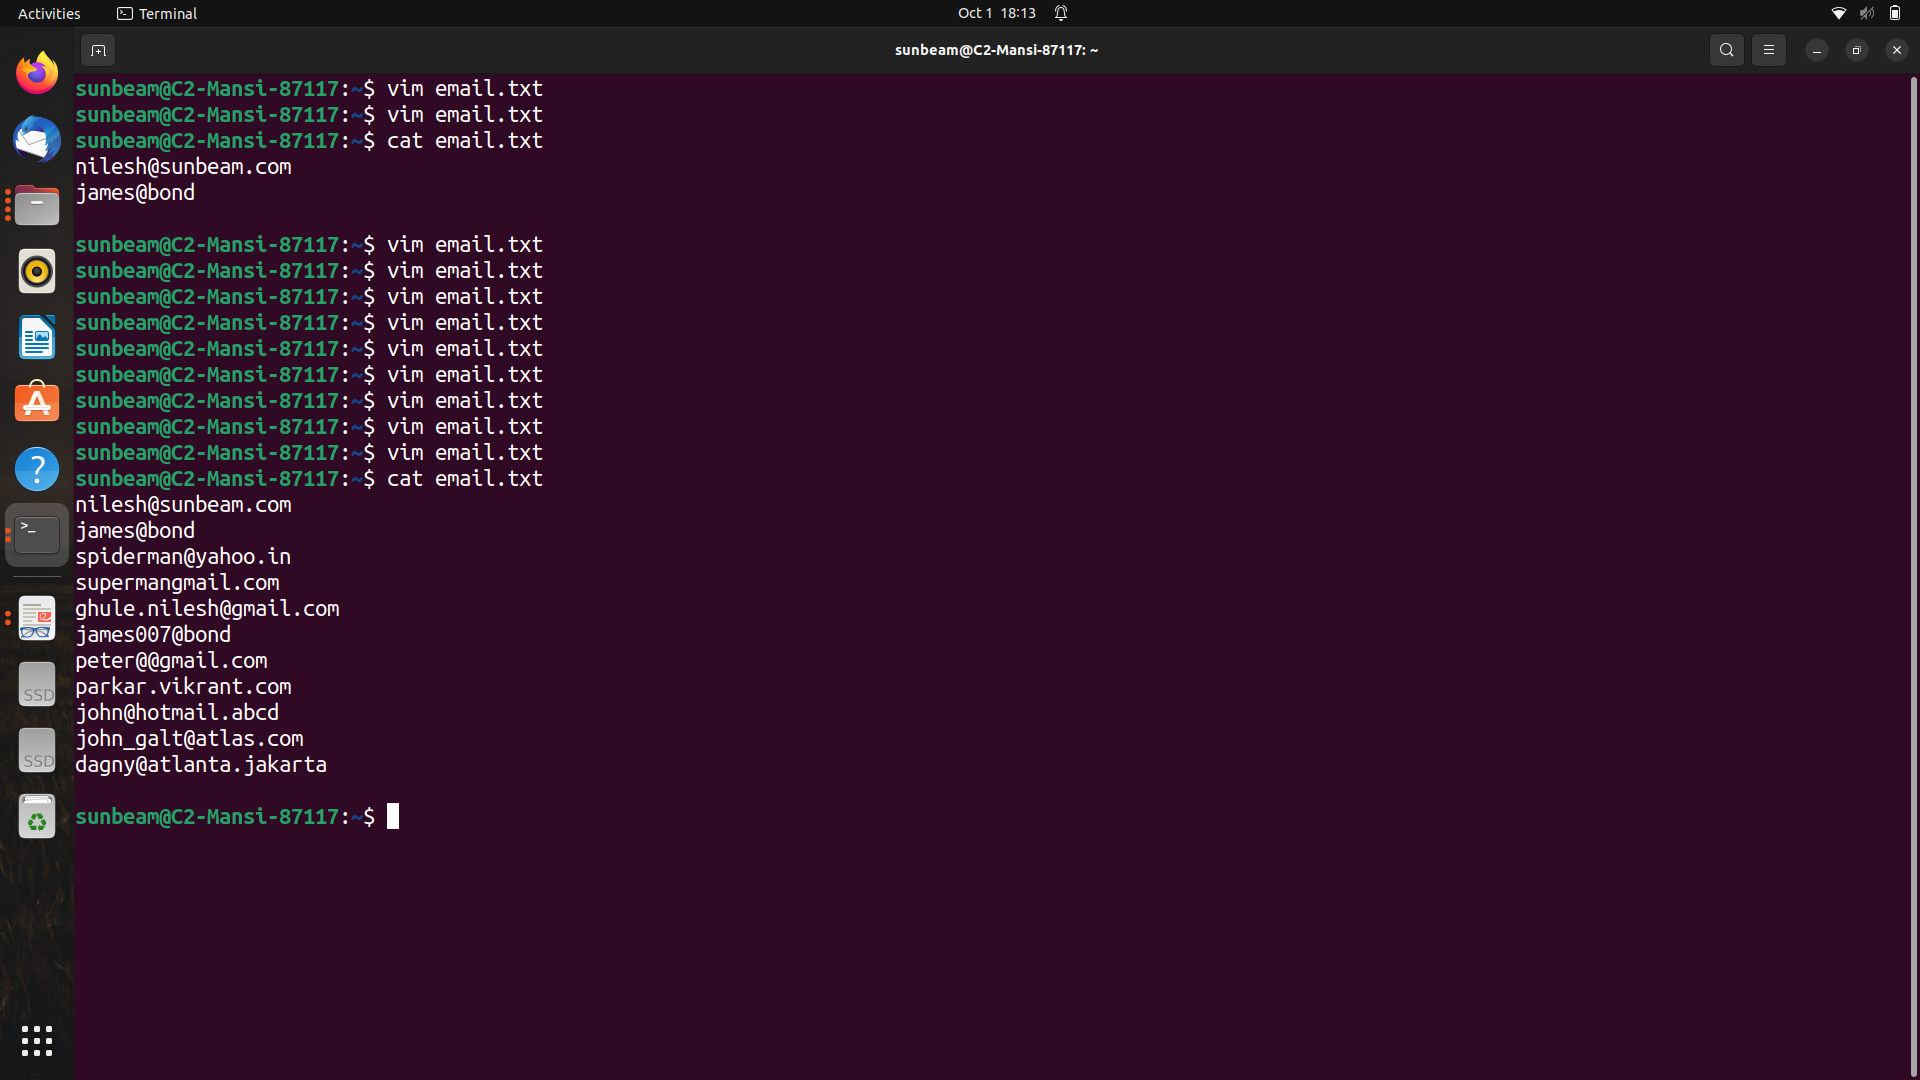 Activities
Terminal
Oct 1 18:13
sunbeam@C2-Mansi-87117: ~
sunbeam@C2-Mansi-87117:~$ vim email.txt
sunbeam@C2-Mansi-87117:~$ vim email.txt
sunbeam@C2-Mansi-87117:~$ cat email.txt
nilesh@sunbeam.com
james@bond
sunbeam@C2-Mansi-87117:~$ vim email.txt
sunbeam@C2-Mansi-87117:~$ vim email.txt
sunbeam@C2-Mansi-87117:~$ vim email.txt
sunbeam@C2-Mansi-87117:~$ vim email.txt
sunbeam@C2-Mansi-87117:~$ vim email.txt
sunbeam@C2-Mansi-87117:~$ vim email.txt
sunbeam@C2-Mansi-87117:~$ vim email.txt
sunbeam@C2-Mansi-87117:~$ vim email.txt
sunbeam@C2-Mansi-87117:~$ vim email.txt
sunbeam@C2-Mansi-87117:~$ cat email.txt
nilesh@sunbeam.com
james@bond
spiderman@yahoo.in
supermangmail.com
ghule.nilesh@gmail.com
james007@bond
peter@@gmail.com
parkar.vikrant.com
john@hotmail.abcd
john_galt@atlas.com
dagny@atlanta.jakarta
sunbeam@C2-Mansi-87117:~$
SSD
SSD